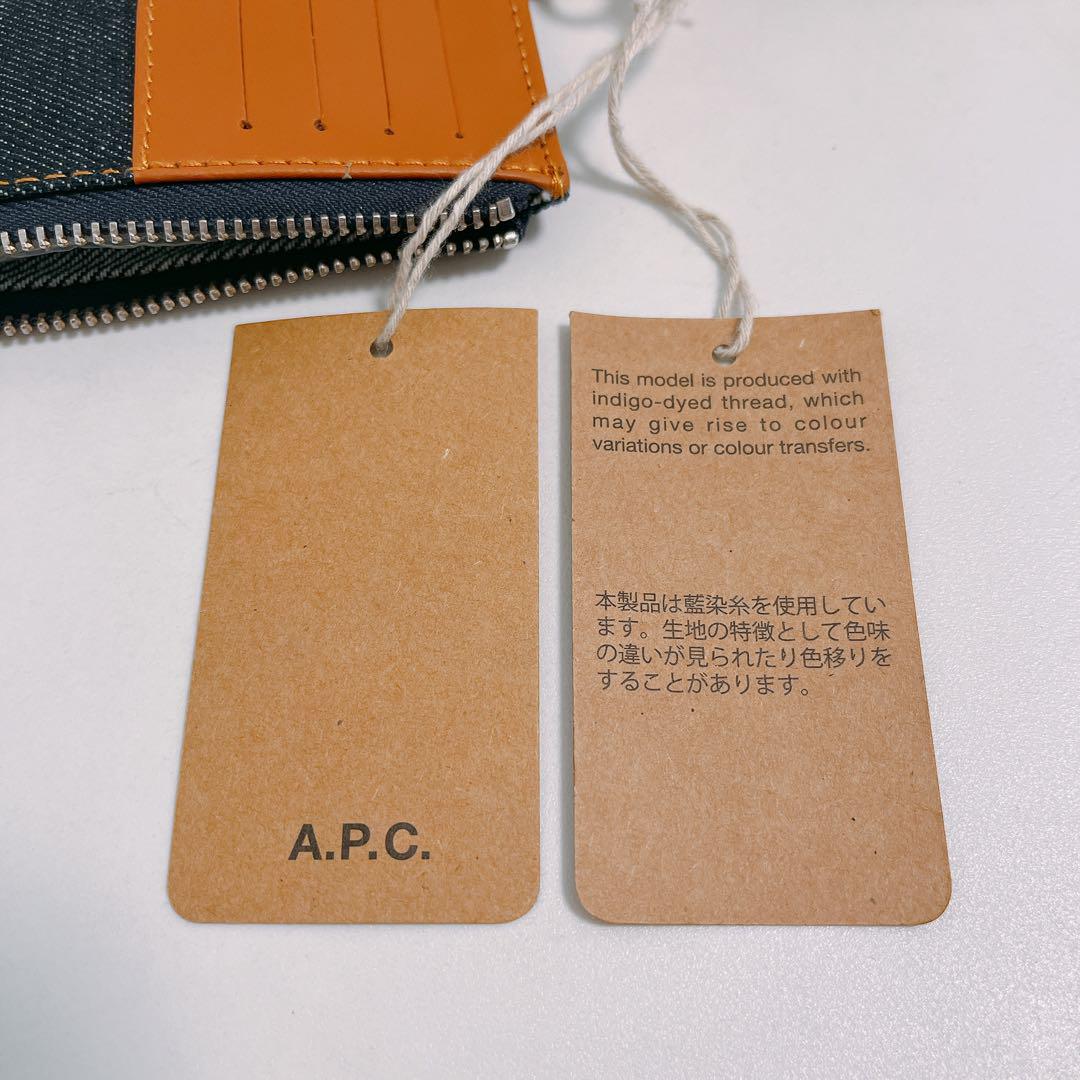 A.P.C.
This model is produced with
indigo-dyed thread, which
may give rise to colour
variations or colour transfers.
本製品は藍染糸を使用してい
ます。生地の特徴として色味
の違いが見られたり色移りを
することがあります。